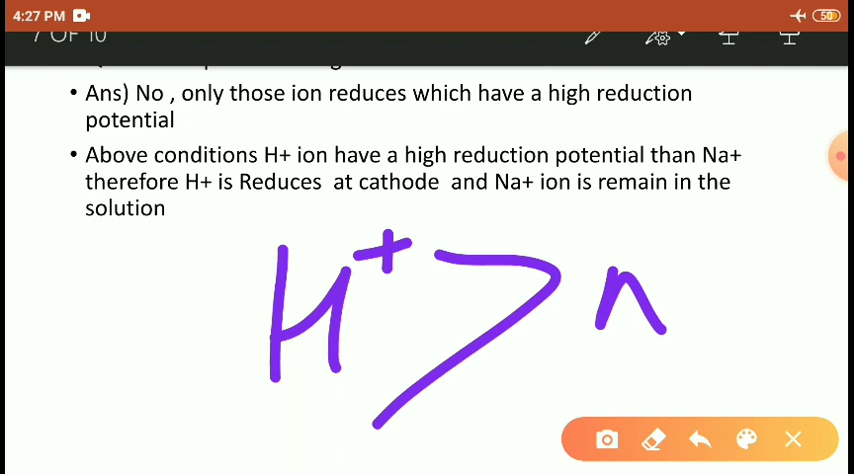 4:27 PM
50
7 OF 10
• Ans) No , only those ion reduces which have a high reduction
potential
• Above conditions H+ ion have a high reduction potential than Na+
therefore H+ is Reduces at cathode and Na+ ion is remain in the
solution
H+ > n